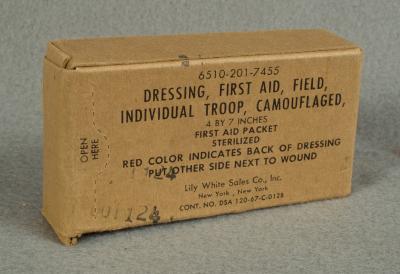 6510-201-7455
DRESSING, FIRST AID, FIELD,
INDIVIDUAL TROOP, CAMOUFLAGED,
4 BY 7 INCHES
FIRST AID PACKET
STERILIZED
RED COLOR INDICATES BACK OF DRESSING
PUT OTHER SIDE NEXT TO WOUND
Lily White Sales Co., Inc.
New York, New York
CONT. NO. DSA 120-67-C-0128
OPEN
HERE
124